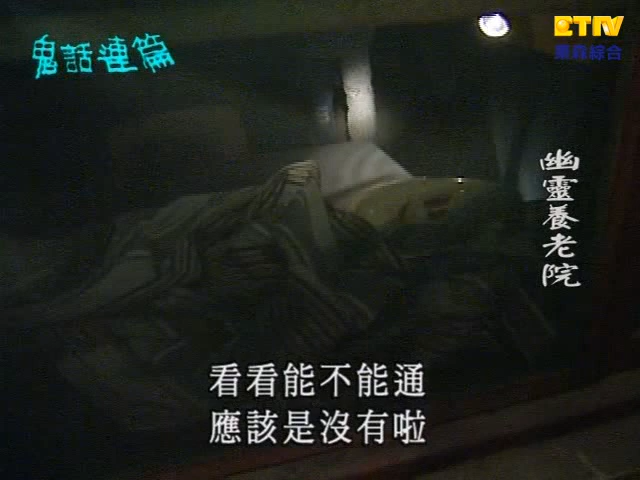 鬼話連篇
ETTV
東森綜合
幽靈養老院
看看能不能通
應該是沒有啦